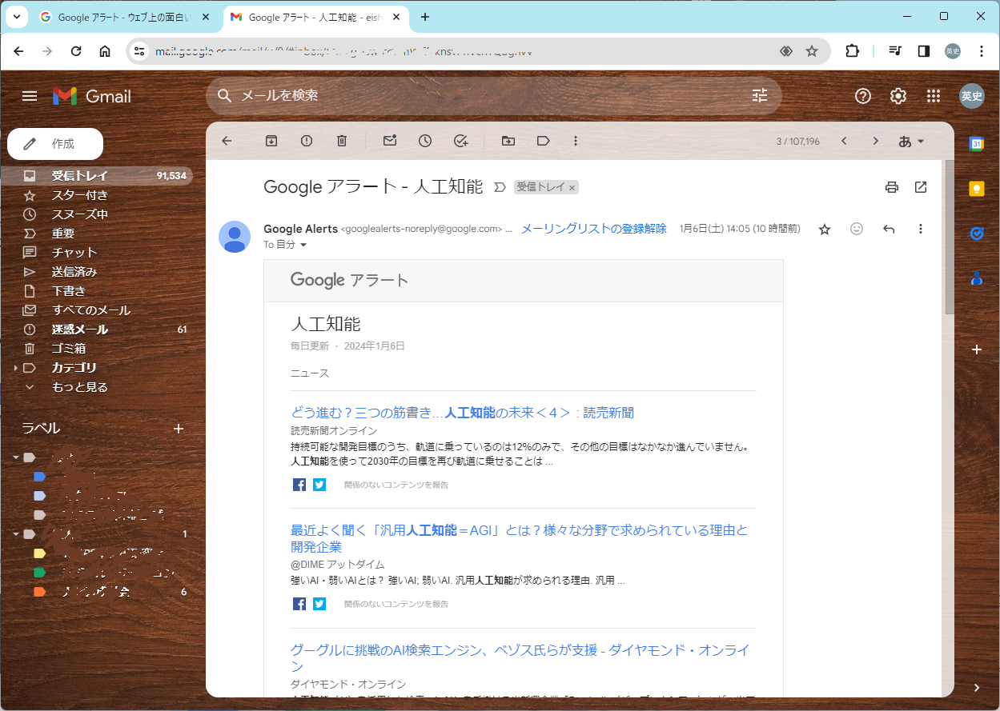 Google アラート - ウェブ上の面白い
Google アラート - 人工知能 - eish
mail.google.com/mail/u/0/#inbox/
英史
Gmail
メールを検索
英史
作成
3 / 107,196
あ
31
受信トレイ 91,534
スター付き
スヌーズ中
重要
チャット
送信済み
下書き
すべてのメール
迷惑メール 61
ゴミ箱
カテゴリ
もっと見る
ラベル
1
6
Google アラート - 人工知能
受信トレイ ×
Google Alerts <googlealerts-noreply@google.com> ... メーリングリストの登録解除 1月6日(土) 14:05 (10 時間前)
To 自分
Google アラート
人工知能
毎日更新 ・ 2024年1月6日
ニュース
どう進む？三つの筋書き…人工知能の未来＜４＞ : 読売新聞
読売新聞オンライン
持続可能な開発目標のうち、軌道に乗っているのは12%のみで、その他の目標はなかなか進んでいません。
人工知能を使って2030年の目標を再び軌道に乗せることは ...
関係のないコンテンツを報告
最近よく聞く「汎用人工知能＝AGI」とは？様々な分野で求められている理由と
開発企業
@DIME アットダイム
強いAI・弱いAIとは？ 強いAI; 弱いAI. 汎用人工知能が求められる理由. 汎用 ...
関係のないコンテンツを報告
グーグルに挑戦のAI検索エンジン、ベゾス氏らが支援 - ダイヤモンド・オンライ
ン
ダイヤモンド・オンライン